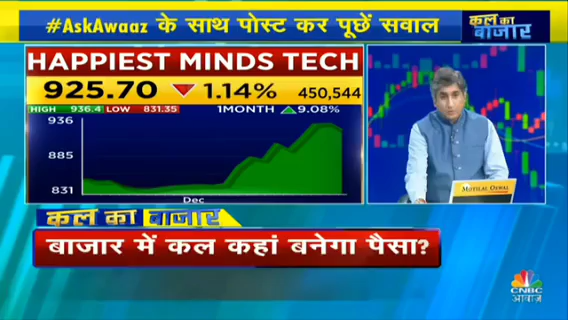 #AskAwaaz के साथ पोस्ट कर पूछें सवाल
कल का
बाजार
HAPPIEST MINDS TECH
925.70 ▼ 1.14% 450,544
HIGH 936.4 LOW 831.35 1MONTH ▲ 9.08%
936
885
831
Dec
MOTILAL OSWAL
कल का बाजार
बाजार में कल कहां बनेगा पैसा?
CNBC
आवाज़